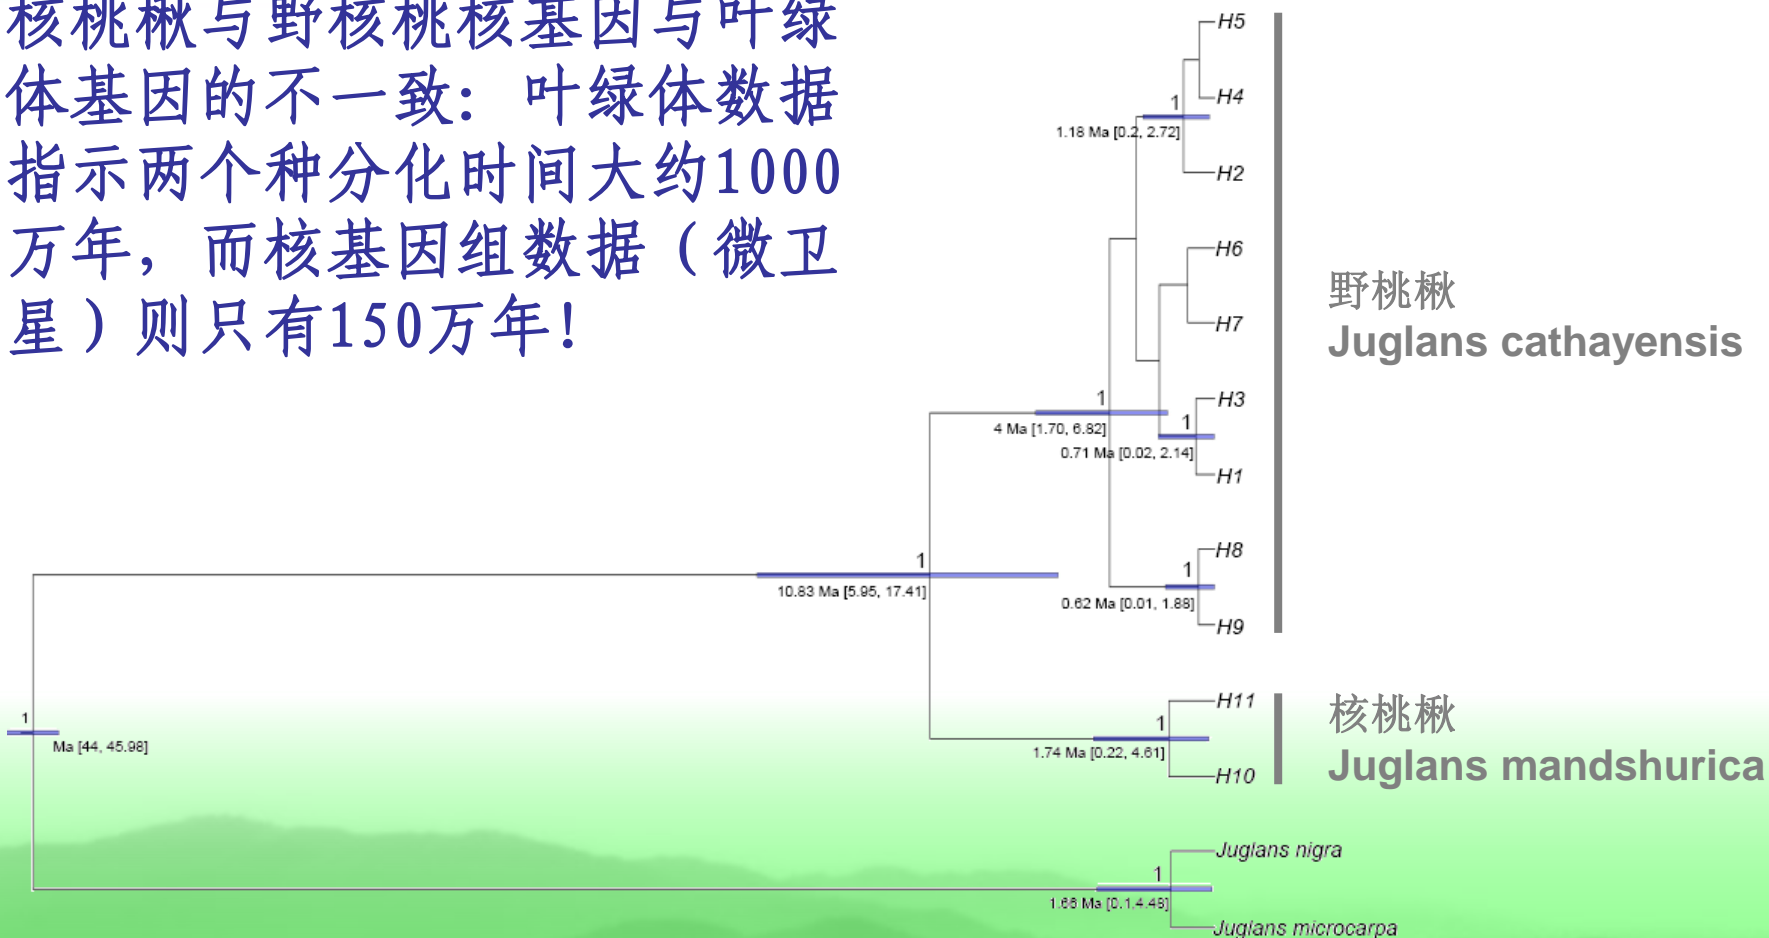 核桃楸与野核桃核基因与叶绿
体基因的不一致：叶绿体数据
指示两个种分化时间大约1000
万年，而核基因组数据（微卫
星）则只有150万年！
H5
H4
1
1.18 Ma [0.2, 2.72]
H2
H6
H7
野桃楸
Juglans cathayensis
H3
1
4 Ma [1.70, 6.82]
1
0.71 Ma [0.02, 2.14]
H1
H8
1
10.83 Ma [5.95, 17.41]
1
0.62 Ma [0.01, 1.88]
H9
H11
核桃楸
Juglans mandshurica
1
1.74 Ma [0.22, 4.61]
H10
1
Ma [44, 45.98]
Juglans nigra
1
1.66 Ma [0.1,4.48]
Juglans microcarpa